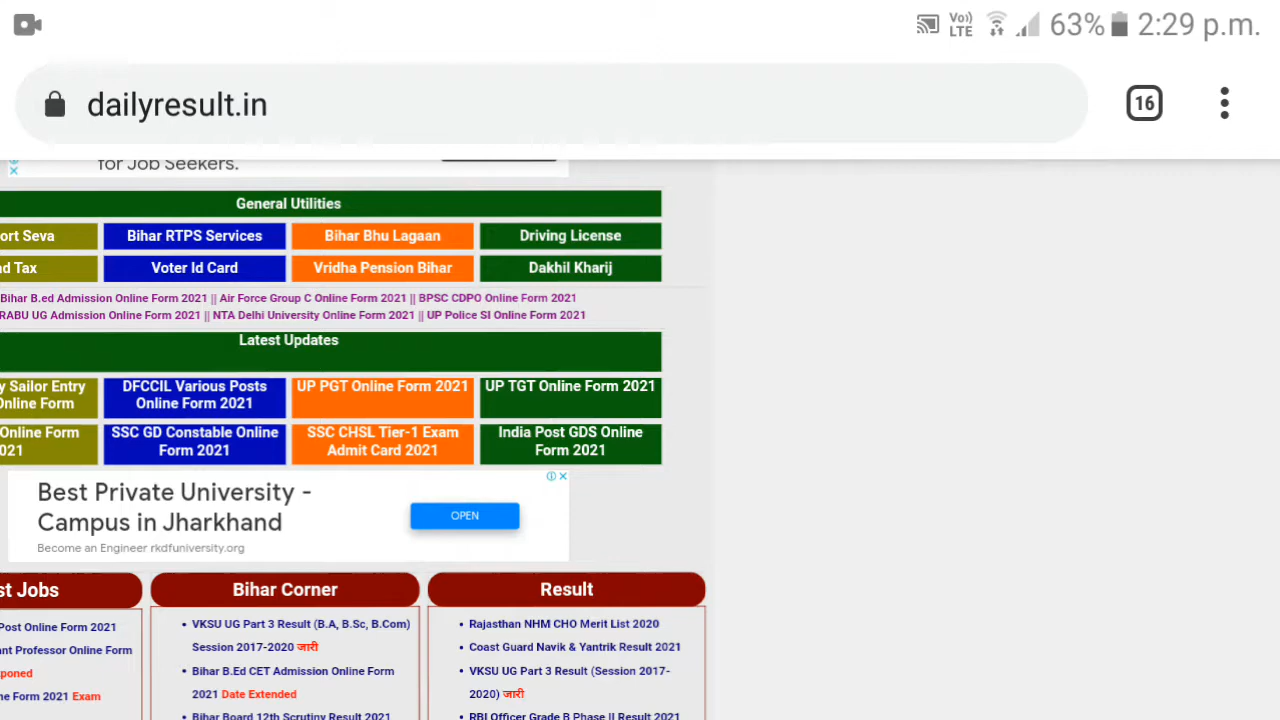 Vo))
LTE
63%
2:29 p.m.
dailyresult.in
16
for Job Seekers.
General Utilities
ort Seva
Bihar RTPS Services
Bihar Bhu Lagaan
Driving License
d Tax
Voter Id Card
Vridha Pension Bihar
Dakhil Kharij
Bihar B.ed Admission Online Form 2021 || Air Force Group C Online Form 2021 || BPSC CDPO Online Form 2021
RABU UG Admission Online Form 2021 || NTA Delhi University Online Form 2021 || UP Police SI Online Form 2021
Latest Updates
y Sailor Entry
nline Form
DFCCIL Various Posts
Online Form 2021
UP PGT Online Form 2021
UP TGT Online Form 2021
Online Form
021
SSC GD Constable Online
Form 2021
SSC CHSL Tier-1 Exam
Admit Card 2021
India Post GDS Online
Form 2021
Best Private University -
Campus in Jharkhand
OPEN
Become an Engineer rkdfuniversity.org
st Jobs
Post Online Form 2021
ant Professor Online Form
poned
ne Form 2021 Exam
Bihar Corner
VKSU UG Part 3 Result (B.A, B.Sc, B.Com)
Session 2017-2020 जारी
Bihar B.Ed CET Admission Online Form
2021 Date Extended
Bihar Board 12th Scrutiny Result 2021
Result
Rajasthan NHM CHO Merit List 2020
Coast Guard Navik & Yantrik Result 2021
VKSU UG Part 3 Result (Session 2017-
2020) जारी
RBI Officer Grade B Phase II Result 2021